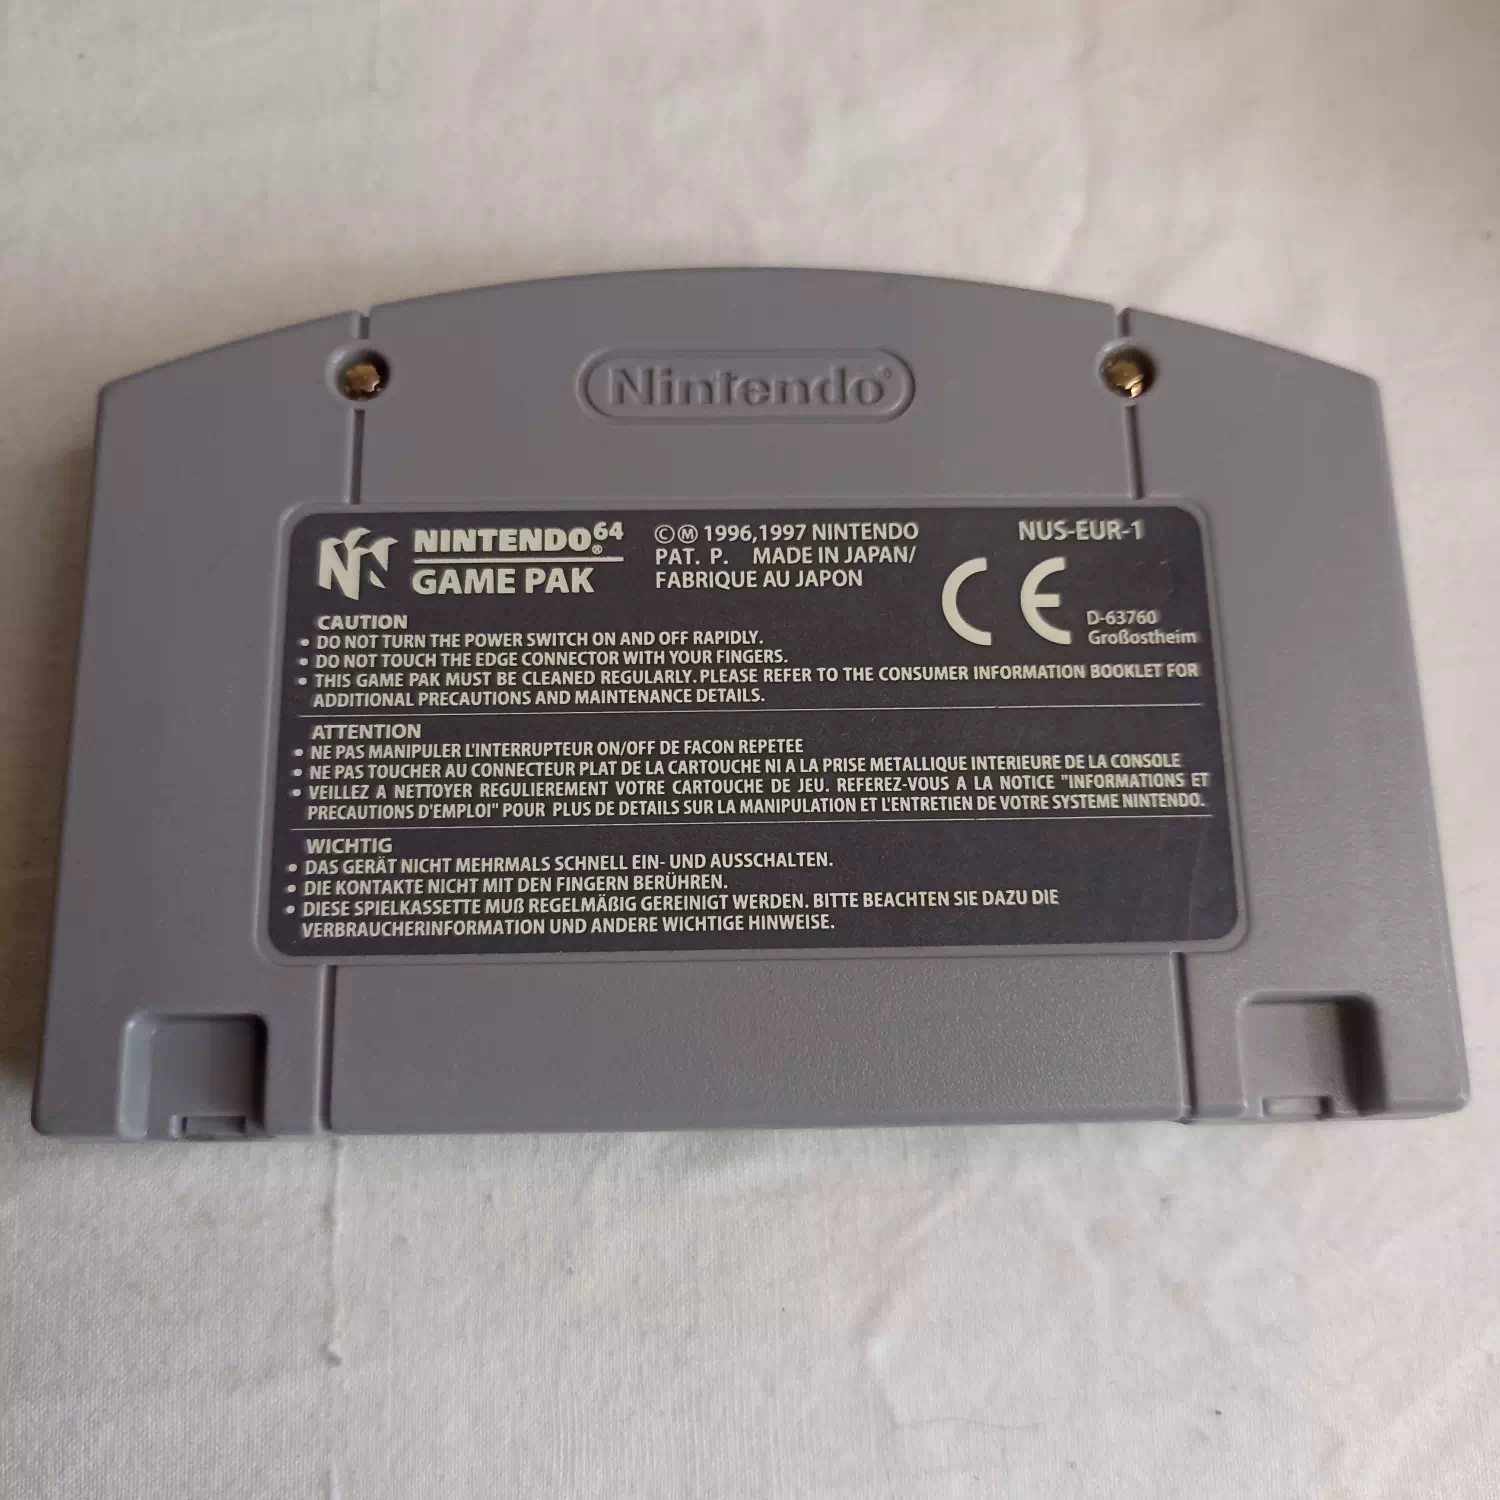 Nintendo®
NINTENDO®64
GAME PAK
©Ⓜ 1996,1997 NINTENDO
PAT. P. MADE IN JAPAN/
FABRIQUE AU JAPON
NUS-EUR-1
CE
D-63760
Großostheim
CAUTION
• DO NOT TURN THE POWER SWITCH ON AND OFF RAPIDLY.
• DO NOT TOUCH THE EDGE CONNECTOR WITH YOUR FINGERS.
• THIS GAME PAK MUST BE CLEANED REGULARLY. PLEASE REFER TO THE CONSUMER INFORMATION BOOKLET FOR
ADDITIONAL PRECAUTIONS AND MAINTENANCE DETAILS.
ATTENTION
• NE PAS MANIPULER L'INTERRUPTEUR ON/OFF DE FACON REPETEE
• NE PAS TOUCHER AU CONNECTEUR PLAT DE LA CARTOUCHE NI A LA PRISE METALLIQUE INTERIEURE DE LA CONSOLE
• VEILLEZ A NETTOYER REGULIEREMENT VOTRE CARTOUCHE DE JEU. REFEREZ-VOUS A LA NOTICE "INFORMATIONS ET
PRECAUTIONS D'EMPLOI" POUR PLUS DE DETAILS SUR LA MANIPULATION ET L'ENTRETIEN DE VOTRE SYSTEME NINTENDO.
WICHTIG
• DAS GERÄT NICHT MEHRMALS SCHNELL EIN- UND AUSSCHALTEN.
• DIE KONTAKTE NICHT MIT DEN FINGERN BERÜHREN.
• DIESE SPIELKASSETTE MUß REGELMÄßIG GEREINIGT WERDEN. BITTE BEACHTEN SIE DAZU DIE
VERBRAUCHERINFORMATION UND ANDERE WICHTIGE HINWEISE.